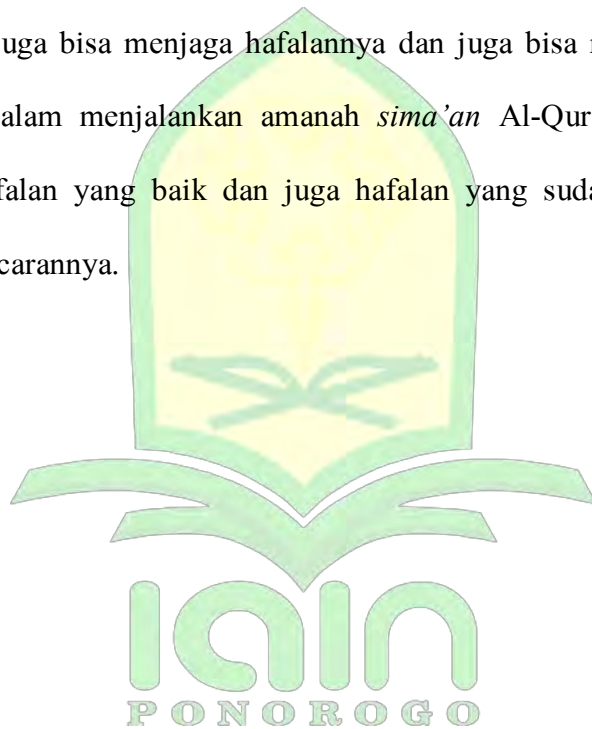 uga bisa menjaga hafalannya dan juga bisa
alam menjalankan amanah sima’an Al-Qur
falan yang baik dan juga hafalan yang suda
carannya.
IAIN
PONOROGO